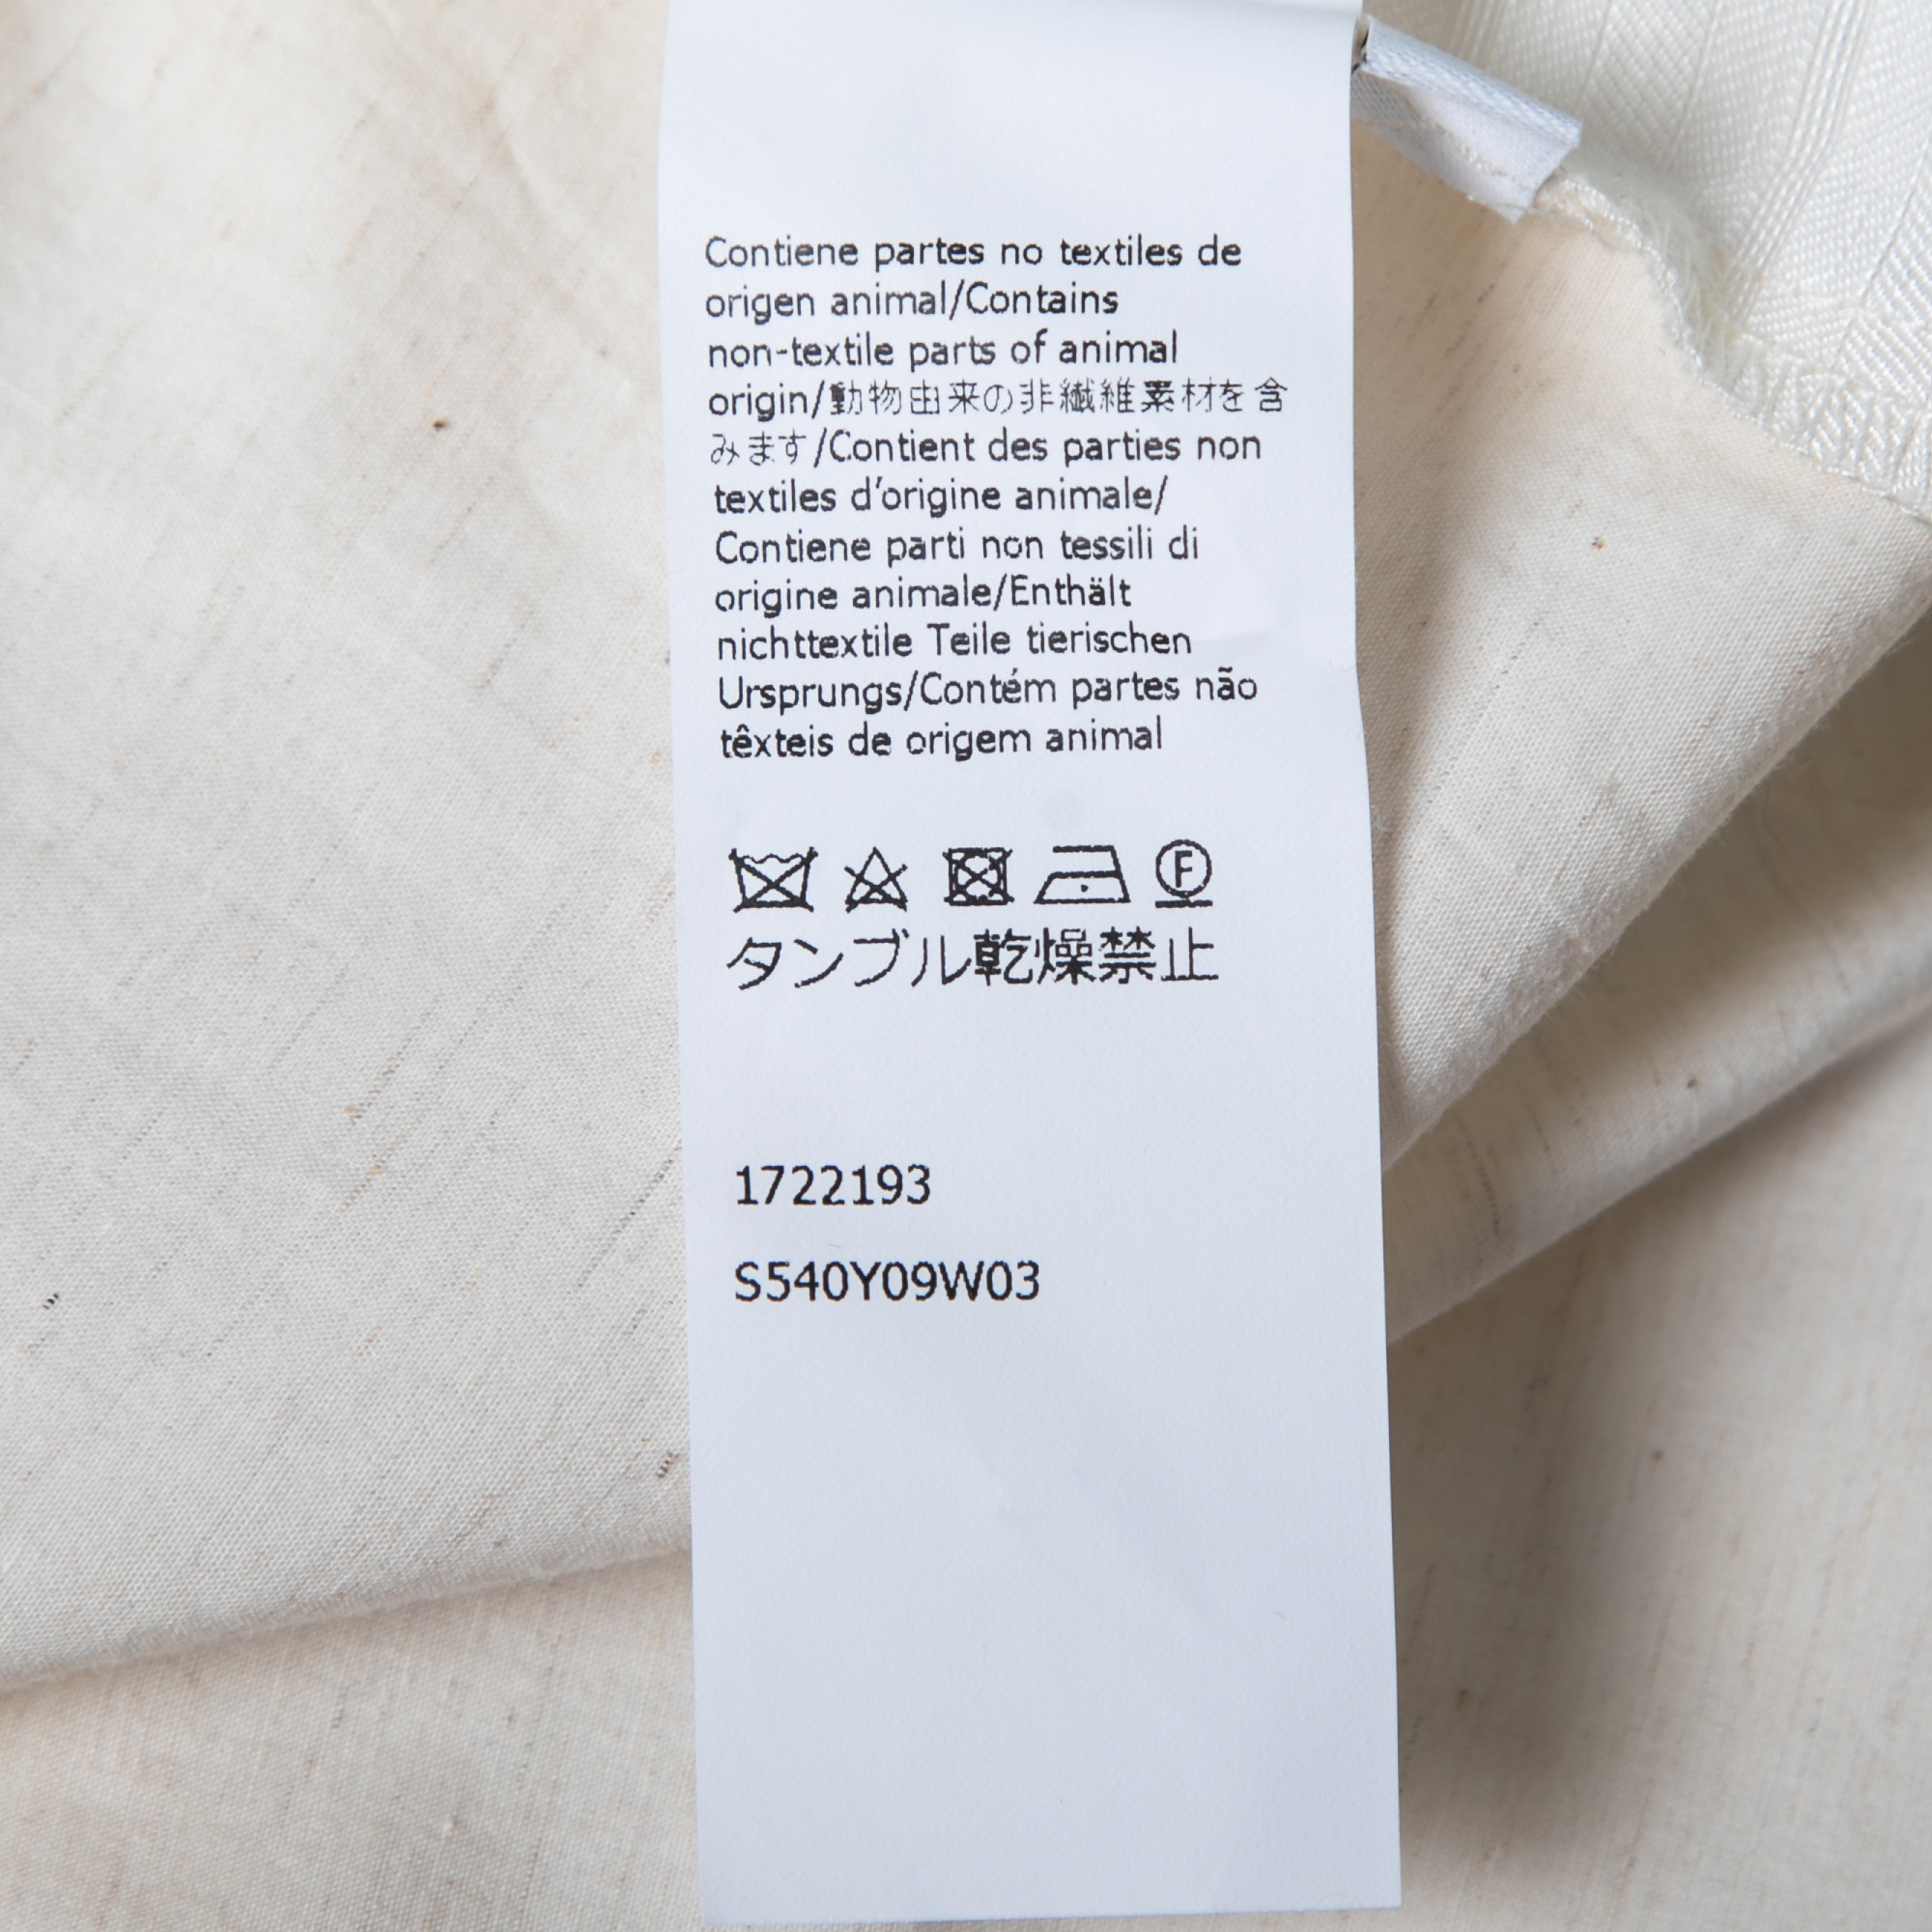 Contiene partes no textiles de
origen animal/Contains
non-textile parts of animal
origin/動物由来の非繊維素材を含
みます/Contient des parties non
textiles d'origine animale/
Contiene parti non tessili di
origine animale/Enthält
nichttextile Teile tierischen
Ursprungs/Contém partes não
têxteis de origem animal
F
タンブル乾燥禁止
1722193
S540Y09W03